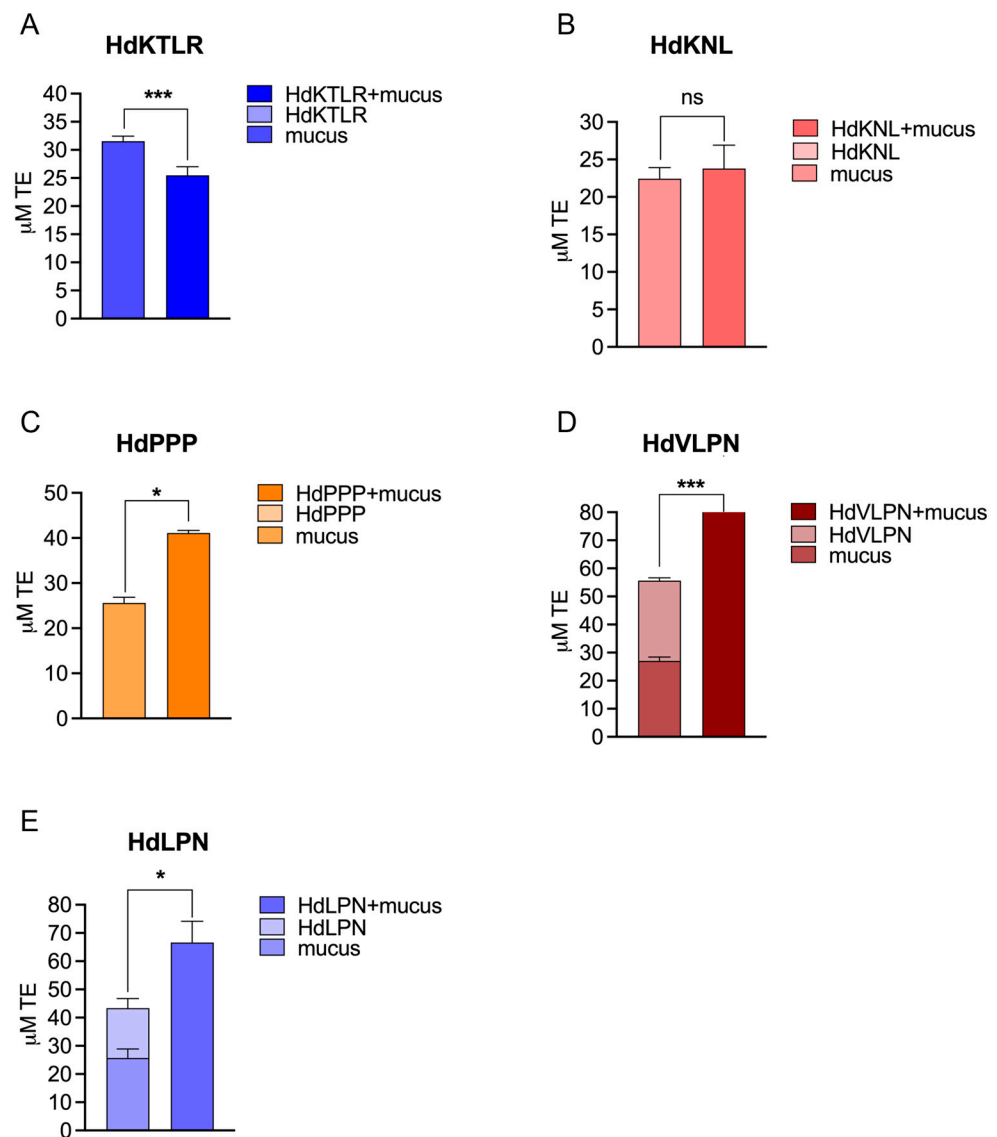 A
HdKTLR
***
HdKTLR+mucus
HdKTLR
mucus
µM TE
40
35
30
25
20
15
10
5
0
B
HdKNL
ns
HdKNL+mucus
HdKNL
mucus
µM TE
30
25
20
15
10
5
0
C
HdPPP
*
HdPPP+mucus
HdPPP
mucus
µM TE
50
40
30
20
10
0
D
HdVLPN
***
HdVLPN+mucus
HdVLPN
mucus
µM TE
80
70
60
50
40
30
20
10
0
E
HdLPN
*
HdLPN+mucus
HdLPN
mucus
µM TE
80
70
60
50
40
30
20
10
0